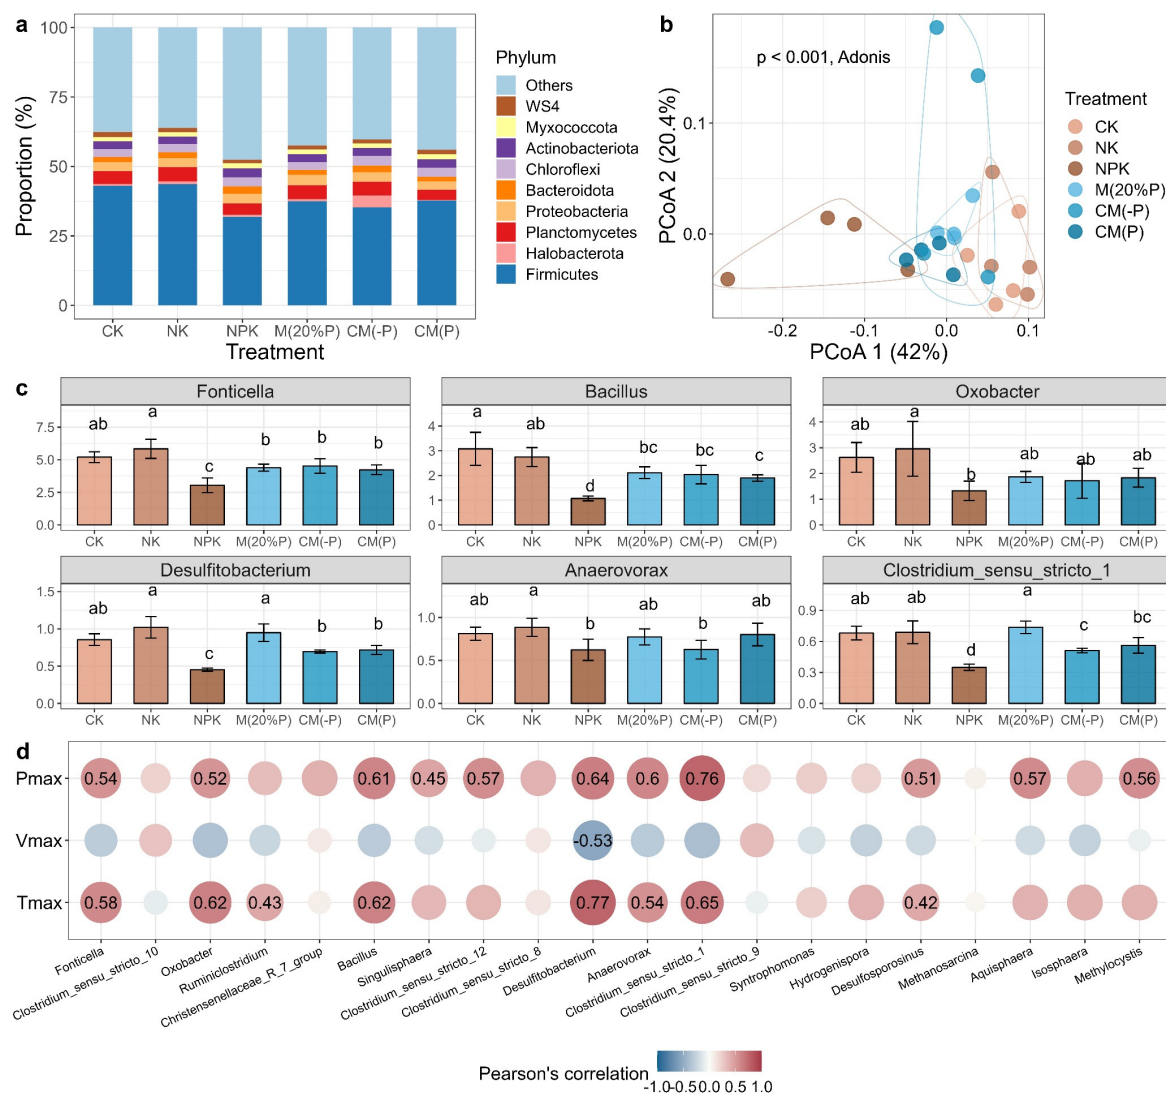 a
Proportion (%)
100
75
50
25
0
CK NK NPK M(20%P) CM(-P) CM(P)
Treatment
Phylum
Others
WS4
Myxococcota
Actinobacteriota
Chloroflexi
Bacteroidota
Proteobacteria
Planctomycetes
Halobacterota
Firmicutes
b
p < 0.001, Adonis
PCoA 2 (20.4%)
0.1
0.0
-0.2 -0.1 0.0 0.1
PCoA 1 (42%)
Treatment
CK
NK
NPK
M(20%P)
CM(-P)
CM(P)
c
Fonticella
7.5
5.0
2.5
0.0
ab a c b b b
CK NK NPK M(20%P) CM(-P) CM(P)
Bacillus
4
3
2
1
0
a ab d bc bc c
CK NK NPK M(20%P) CM(-P) CM(P)
Oxobacter
4
3
2
1
0
ab a b ab ab ab
CK NK NPK M(20%P) CM(-P) CM(P)
Desulfitobacterium
1.5
1.0
0.5
0.0
ab a c a b b
CK NK NPK M(20%P) CM(-P) CM(P)
Anaerovorax
1.0
0.5
0.0
ab a b ab b ab
CK NK NPK M(20%P) CM(-P) CM(P)
Clostridium_sensu_stricto_1
0.9
0.6
0.3
0.0
ab ab d a c bc
CK NK NPK M(20%P) CM(-P) CM(P)
d
Pmax 0.54 0.52 0.61 0.45 0.57 0.64 0.6 0.76 0.51 0.57 0.56
Vmax -0.53
Tmax 0.58 0.62 0.43 0.62 0.77 0.54 0.65 0.42
Fonticella
Clostridium_sensu_stricto_10
Oxobacter
Ruminiclostridium
Christensenellaceae_R_7_group
Bacillus
Singulisphaera
Clostridium_sensu_stricto_12
Clostridium_sensu_stricto_8
Desulfitobacterium
Anaerovorax
Clostridium_sensu_stricto_1
Clostridium_sensu_stricto_9
Syntrophomonas
Hydrogenispora
Desulfosporosinus
Methanosarcina
Aquisphaera
Isosphaera
Methylocystis
Pearson's correlation
-1.0 -0.5 0.0 0.5 1.0